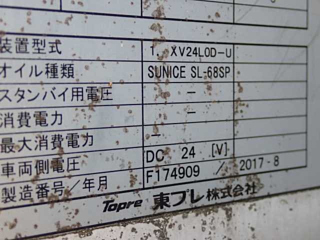 装置型式 1. XV24LOD-U
オイル種類 SUNICE SL-68SP
スタンバイ用電圧 —
消費電力 —
最大消費電力 —
車両側電圧 DC 24 [V]
製造番号/年月 F174909 / 2017-8
Topre 東プレ株式会社